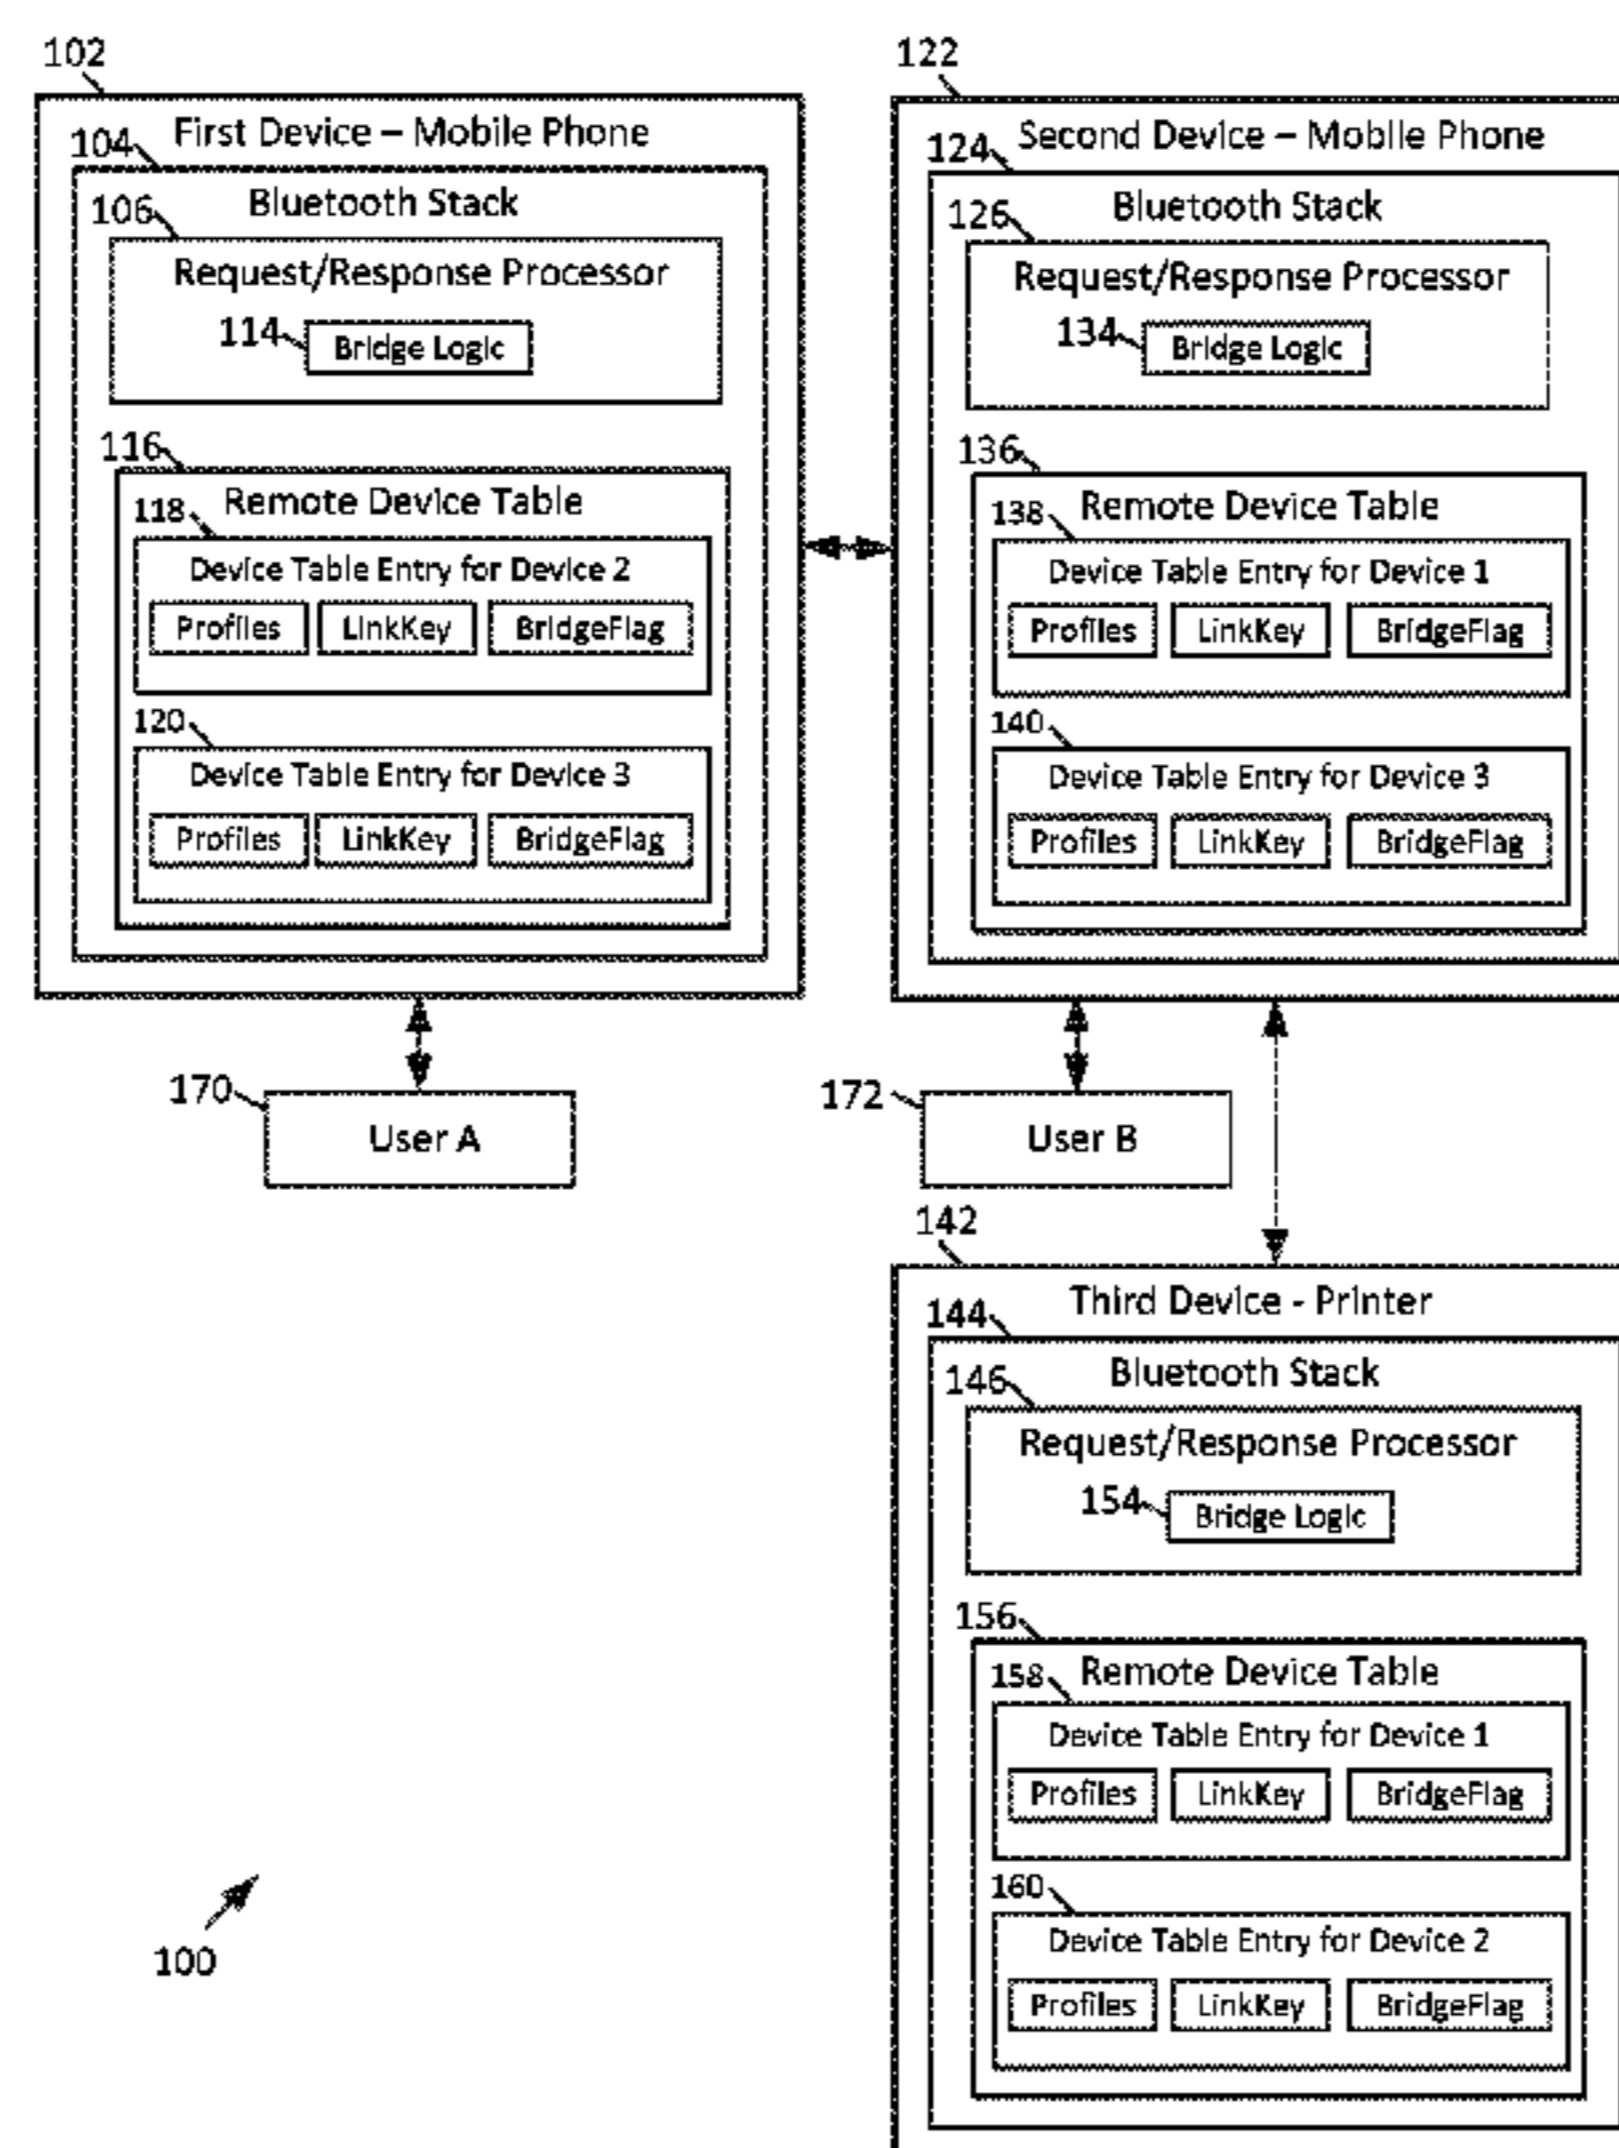 102
First Device – Mobile Phone
104
Bluetooth Stack
106
Request/Response Processor
114
Bridge Logic
116
Remote Device Table
118
Device Table Entry for Device 2
Profiles LinkKey BridgeFlag
120
Device Table Entry for Device 3
Profiles LinkKey BridgeFlag
170
User A
122
Second Device – Mobile Phone
124
Bluetooth Stack
126
Request/Response Processor
134
Bridge Logic
136
Remote Device Table
138
Device Table Entry for Device 1
Profiles LinkKey BridgeFlag
140
Device Table Entry for Device 3
Profiles LinkKey BridgeFlag
172
User B
142
Third Device - Printer
144
Bluetooth Stack
146
Request/Response Processor
154
Bridge Logic
156
Remote Device Table
158
Device Table Entry for Device 1
Profiles LinkKey BridgeFlag
160
Device Table Entry for Device 2
Profiles LinkKey BridgeFlag
100